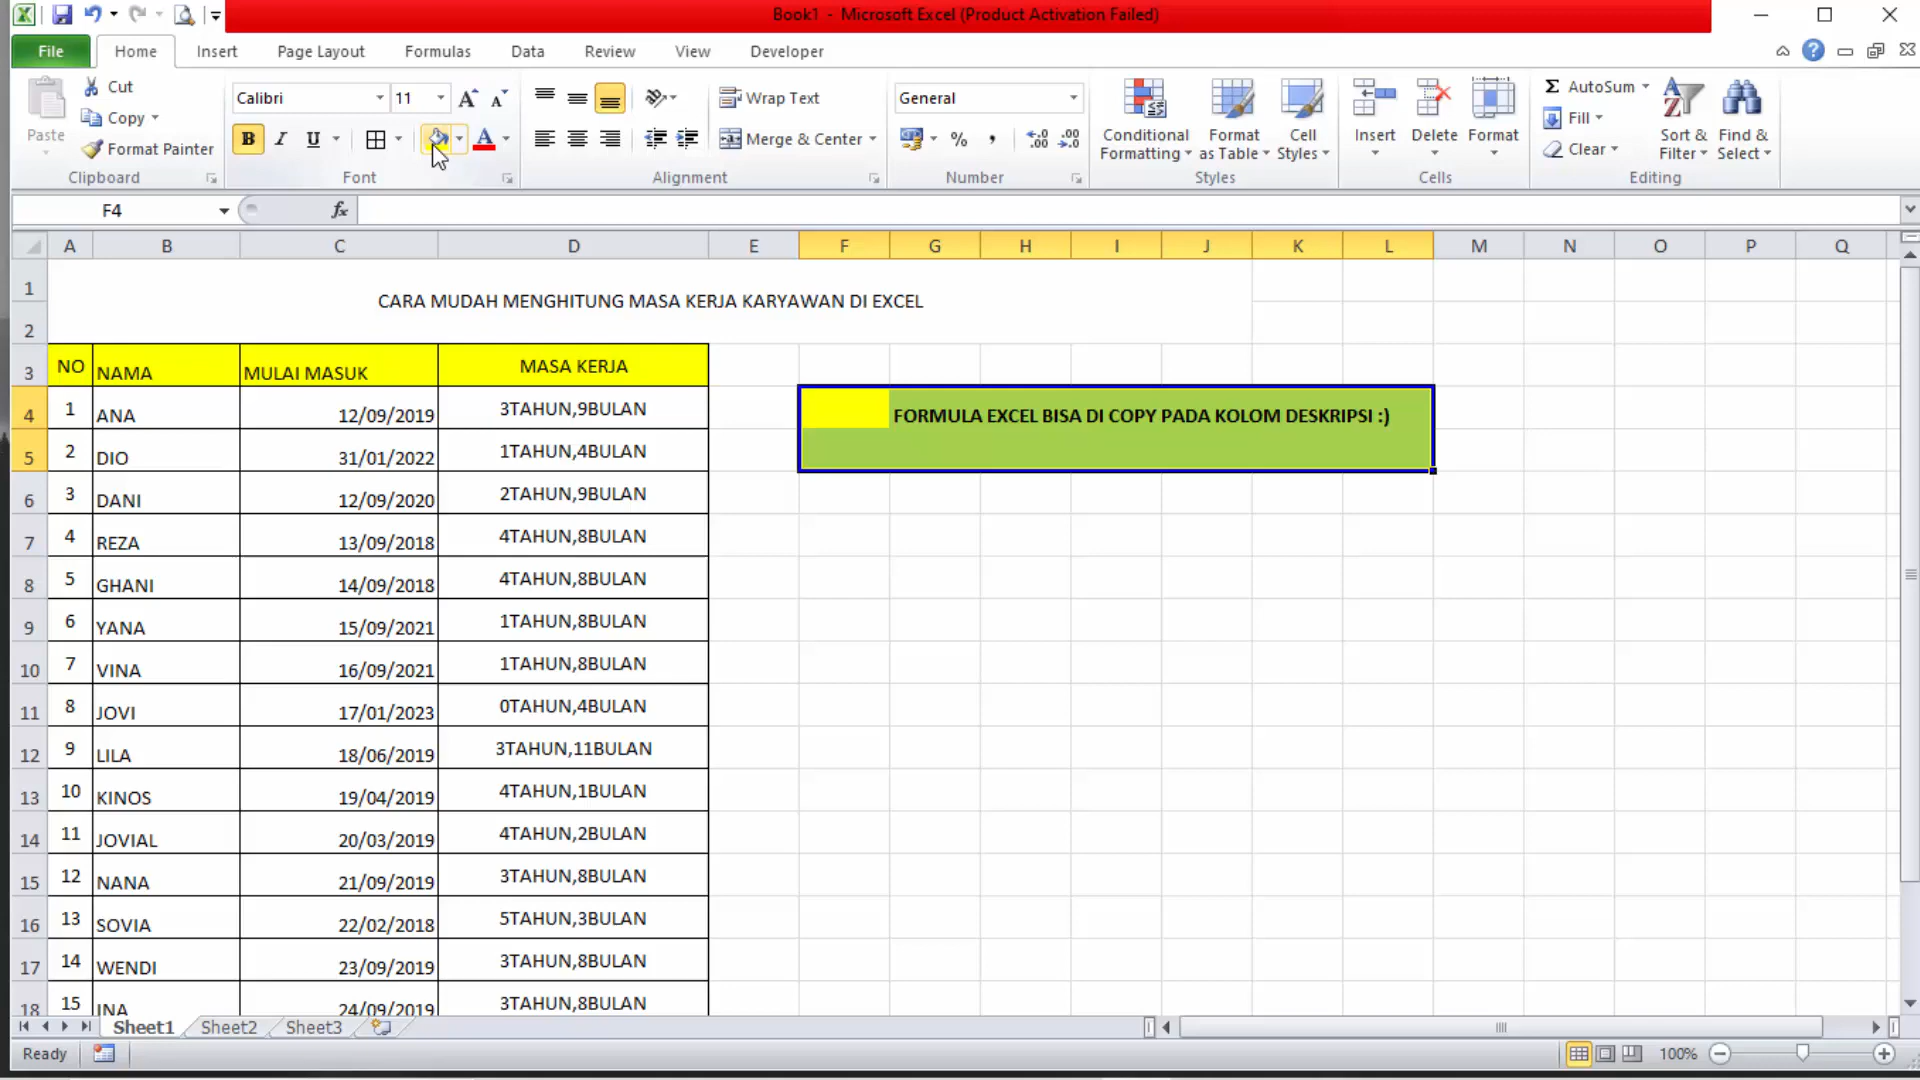 Book1 - Microsoft Excel (Product Activation Failed)
File Home Insert Page Layout Formulas Data Review View Developer
Paste
Cut
Copy
Format Painter
Clipboard
Calibri 11
B I U A
Font
Wrap Text
Merge & Center
Alignment
General
% ,
Number
Conditional Formatting
Format as Table
Cell Styles
Styles
Insert
Delete
Format
Cells
Σ AutoSum
Fill
Clear
Sort & Filter
Find & Select
Editing
F4 fx
A B C D E F G H I J K L M N O P Q
1
CARA MUDAH MENGHITUNG MASA KERJA KARYAWAN DI EXCEL
2
3 NO NAMA MULAI MASUK MASA KERJA
4 1 ANA 12/09/2019 3TAHUN,9BULAN FORMULA EXCEL BISA DI COPY PADA KOLOM DESKRIPSI :)
5 2 DIO 31/01/2022 1TAHUN,4BULAN
6 3 DANI 12/09/2020 2TAHUN,9BULAN
7 4 REZA 13/09/2018 4TAHUN,8BULAN
8 5 GHANI 14/09/2018 4TAHUN,8BULAN
9 6 YANA 15/09/2021 1TAHUN,8BULAN
10 7 VINA 16/09/2021 1TAHUN,8BULAN
11 8 JOVI 17/01/2023 0TAHUN,4BULAN
12 9 LILA 18/06/2019 3TAHUN,11BULAN
13 10 KINOS 19/04/2019 4TAHUN,1BULAN
14 11 JOVIAL 20/03/2019 4TAHUN,2BULAN
15 12 NANA 21/09/2019 3TAHUN,8BULAN
16 13 SOVIA 22/02/2018 5TAHUN,3BULAN
17 14 WENDI 23/09/2019 3TAHUN,8BULAN
18 15 INA 24/09/2019 3TAHUN,8BULAN
Sheet1 Sheet2 Sheet3
Ready 100%